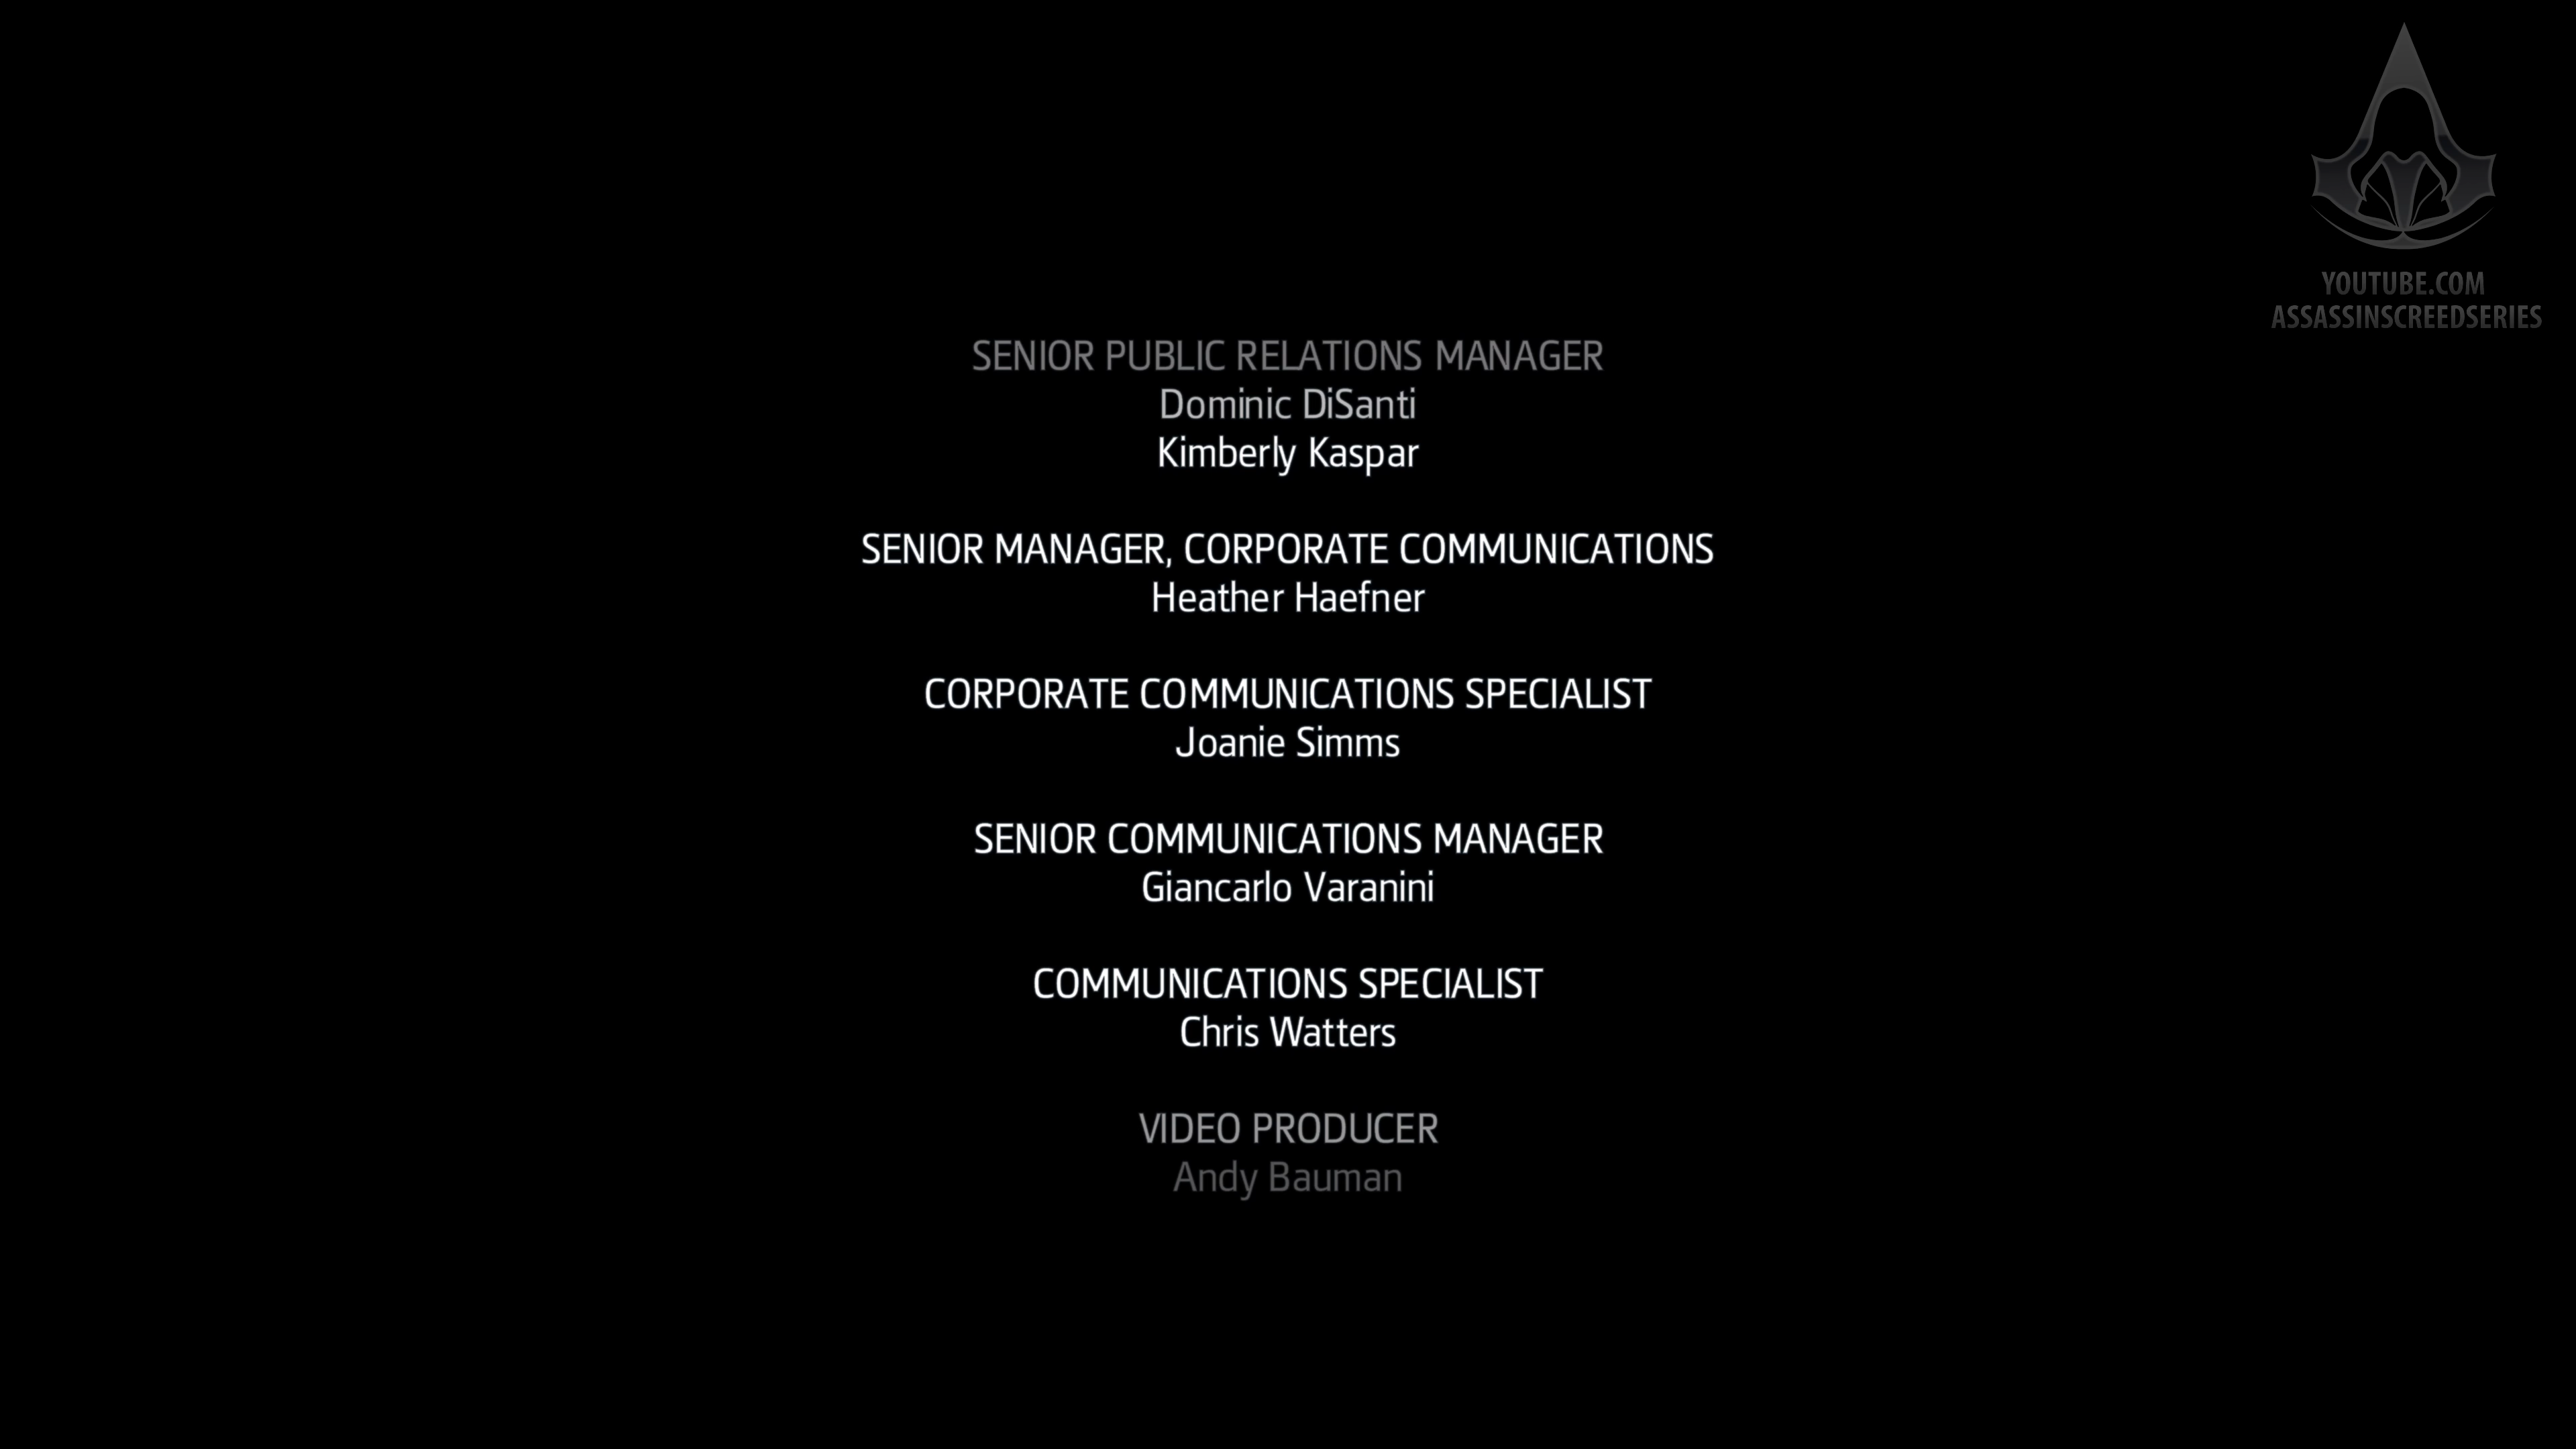 YOUTUBE.COM
ASSASSINSCREEDSERIES
SENIOR PUBLIC RELATIONS MANAGER
Dominic DiSanti
Kimberly Kaspar
SENIOR MANAGER, CORPORATE COMMUNICATIONS
Heather Haefner
CORPORATE COMMUNICATIONS SPECIALIST
Joanie Simms
SENIOR COMMUNICATIONS MANAGER
Giancarlo Varanini
COMMUNICATIONS SPECIALIST
Chris Watters
VIDEO PRODUCER
Andy Bauman